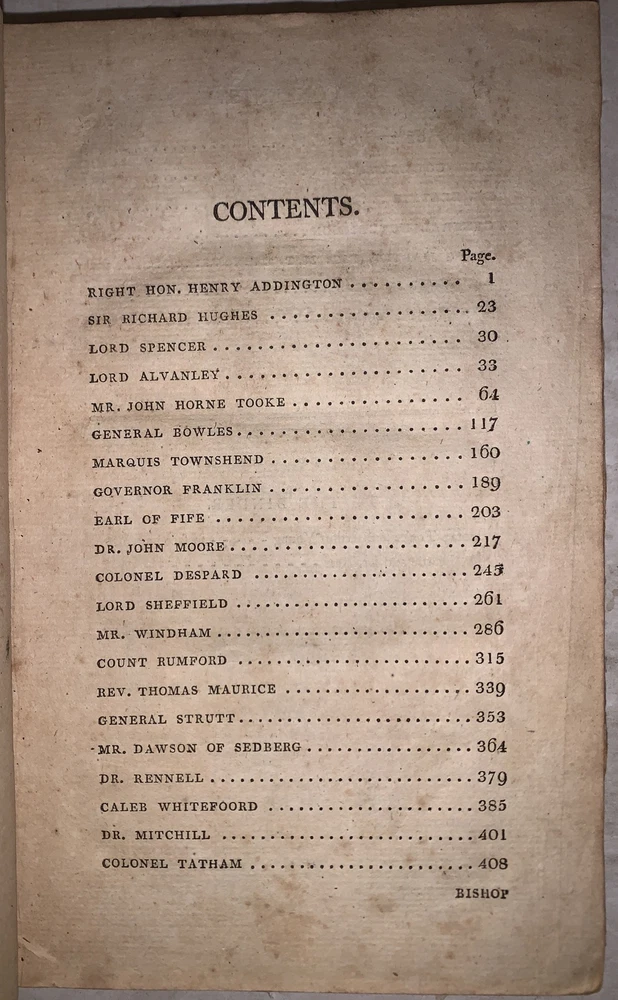 CONTENTS.
Page.
RIGHT HON. HENRY ADDINGTON .......... 1
SIR RICHARD HUGHES .................. 23
LORD SPENCER ....................... 30
LORD ALVANLEY ...................... 33
MR. JOHN HORNE TOOKE ................ 64
GENERAL BOWLES ..................... 117
MARQUIS TOWNSHEND .................. 160
GOVERNOR FRANKLIN .................. 189
EARL OF FIFE ....................... 203
DR. JOHN MOORE ..................... 217
COLONEL DESPARD .................... 245
LORD SHEFFIELD ..................... 261
MR. WINDHAM ........................ 286
COUNT RUMFORD ...................... 315
REV. THOMAS MAURICE ................ 339
GENERAL STRUTT ..................... 353
MR. DAWSON OF SEDBERG .............. 364
DR. RENNELL ........................ 379
CALEB WHITEFOORD ................... 385
DR. MITCHILL ....................... 401
COLONEL TATHAM ..................... 408
BISHOP